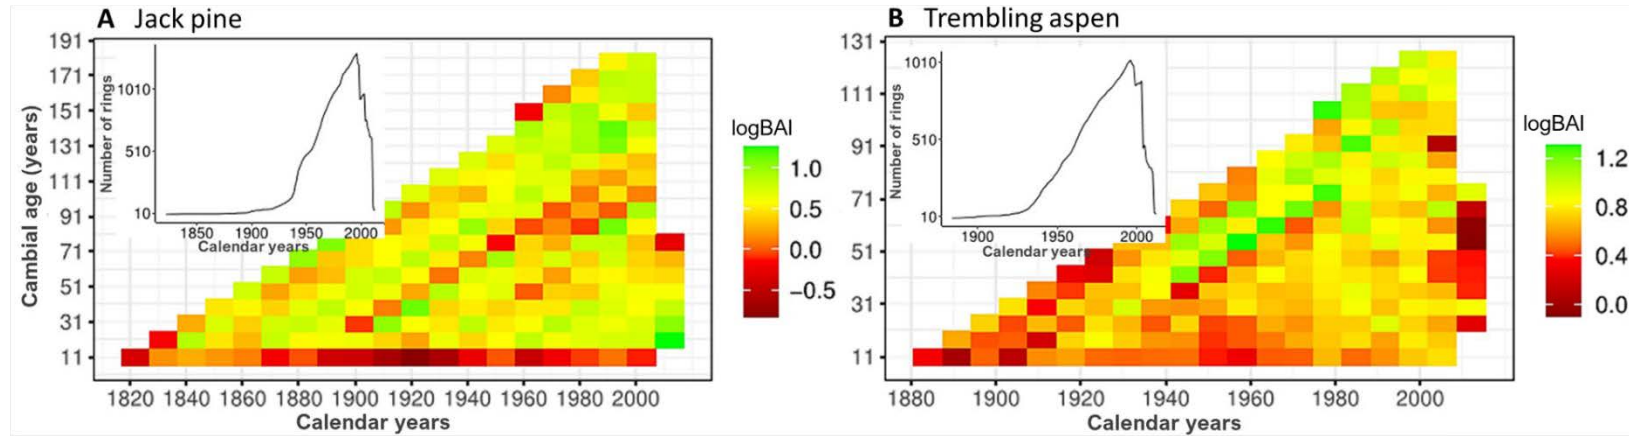 A Jack pine
191
171
151
131
111
91
71
51
31
11
Cambial age (years)
1820 1840 1860 1880 1900 1920 1940 1960 1980 2000
Calendar years
1010
510
10
Number of rings
1850 1900 1950 2000
Calendar years
logBAI
1.0
0.5
0.0
−0.5
B Trembling aspen
131
111
91
71
51
31
11
1880 1900 1920 1940 1960 1980 2000
Calendar years
1010
510
10
Number of rings
1900 1950 2000
Calendar years
logBAI
1.2
0.8
0.4
0.0